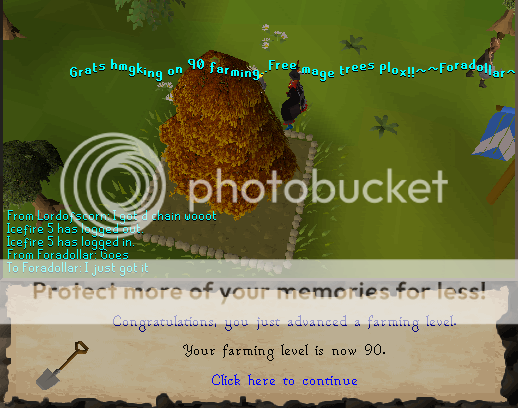 Grats hmgking on 90 farming. Free mage trees plox!!~~Foradollar~
photobucket
From Lordofscorn: I got d chain wooot
Icefire 5 has logged out.
Icefire 5 has logged in.
From Foradollar: Goes
To Foradollar: I just got it
Protect more of your memories for less!
Congratulations, you just advanced a farming level.
Your farming level is now 90.
Click here to continue